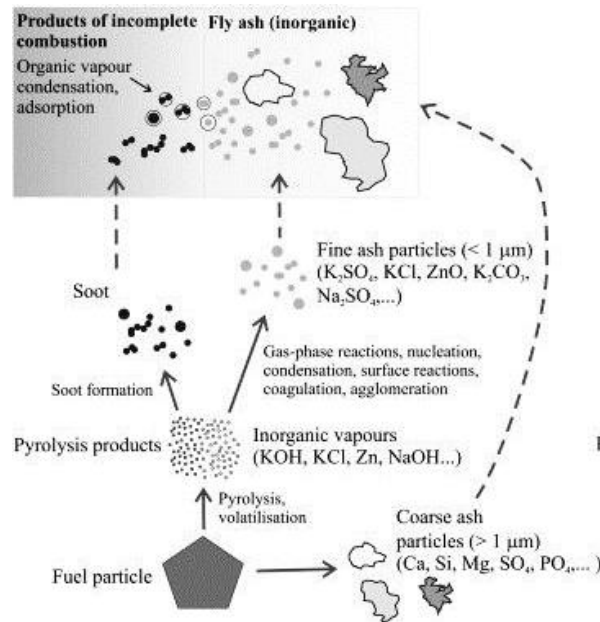 Products of incomplete
combustion
Fly ash (inorganic)
Organic vapour
condensation,
adsorption
Fine ash particles (< 1 µm)
(K₂SO₄, KCl, ZnO, K₂CO₃,
Na₂SO₄,...)
Soot
Gas-phase reactions, nucleation,
condensation, surface reactions,
coagulation, agglomeration
Soot formation
Pyrolysis products
Inorganic vapours
(KOH, KCl, Zn, NaOH...)
Pyrolysis,
volatilisation
Coarse ash
particles (> 1 µm)
(Ca, Si, Mg, SO₄, PO₄,... )
Fuel particle